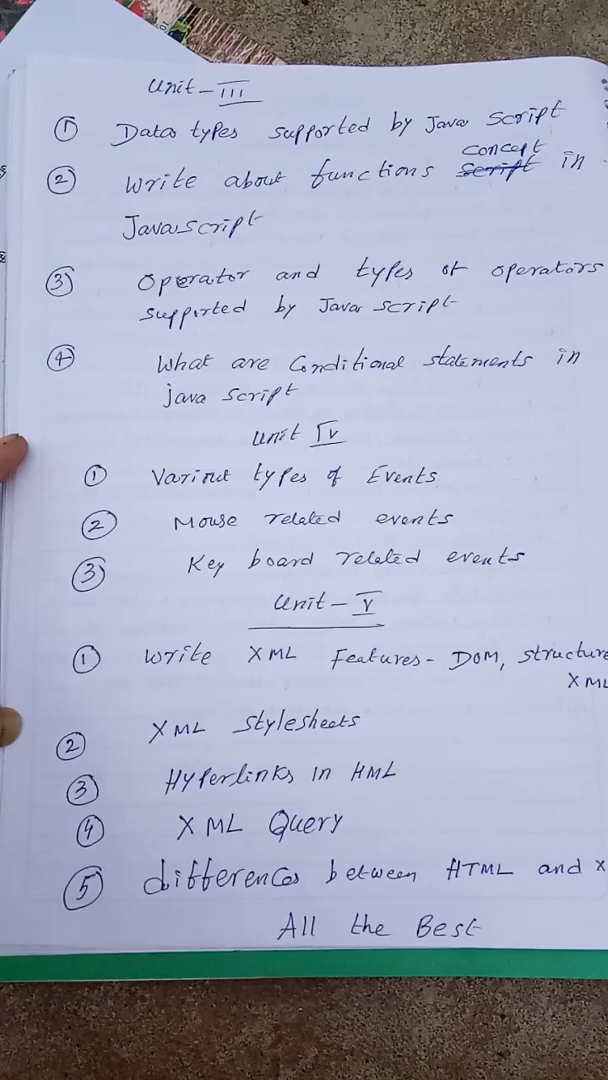 Unit - III
① Data types supported by Java Script
concept
② Write about functions script in
Javascript
③ Operator and types of operators
supported by Java script
④ What are Conditional statements in
java script
Unit IV
① types of Events
② Mouse related events
③ Key board related events
Unit - V
① Write XML Features - DOM, structure
XML
② XML Stylesheets
③ Hyperlinks in HML
④ XML Query
⑤ differences between HTML and X
All the Best